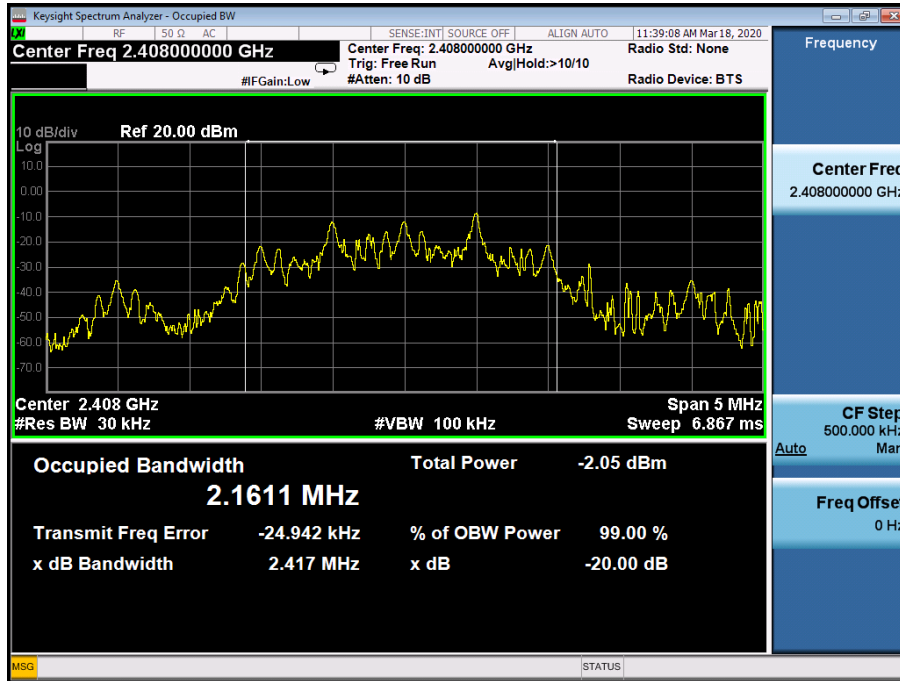 Keysight Spectrum Analyzer - Occupied BW
LXI RF 50 Ω AC SENSE:INT SOURCE OFF ALIGN AUTO 11:39:08 AM Mar 18, 2020
Center Freq 2.408000000 GHz
Center Freq: 2.408000000 GHz Radio Std: None
Trig: Free Run Avg|Hold:>10/10
#IFGain:Low #Atten: 10 dB Radio Device: BTS
10 dB/div Ref 20.00 dBm
Log
10.0
0.00
-10.0
-20.0
-30.0
-40.0
-50.0
-60.0
-70.0
Center 2.408 GHz Span 5 MHz
#Res BW 30 kHz #VBW 100 kHz Sweep 6.867 ms
Occupied Bandwidth Total Power -2.05 dBm
2.1611 MHz
Transmit Freq Error -24.942 kHz % of OBW Power 99.00 %
x dB Bandwidth 2.417 MHz x dB -20.00 dB
MSG STATUS
Frequency
Center Freq
2.408000000 GHz
CF Step
500.000 kHz
Auto Man
Freq Offset
0 Hz